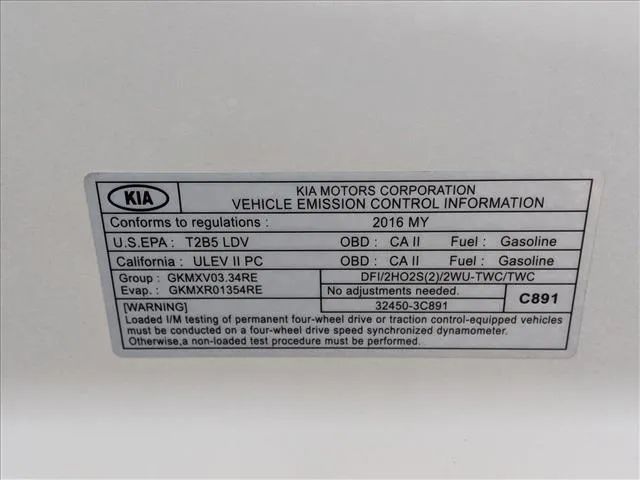 KIA
KIA MOTORS CORPORATION
VEHICLE EMISSION CONTROL INFORMATION
Conforms to regulations : 2016 MY
U.S.EPA : T2B5 LDV OBD : CA II Fuel : Gasoline
California : ULEV II PC OBD : CA II Fuel : Gasoline
Group : GKMXV03.34RE DFI/2HO2S(2)/2WU-TWC/TWC
Evap. : GKMXR01354RE No adjustments needed.
[WARNING] 32450-3C891 C891
Loaded I/M testing of permanent four-wheel drive or traction control-equipped vehicles
must be conducted on a four-wheel drive speed synchronized dynamometer.
Otherwise,a non-loaded test procedure must be conducted.